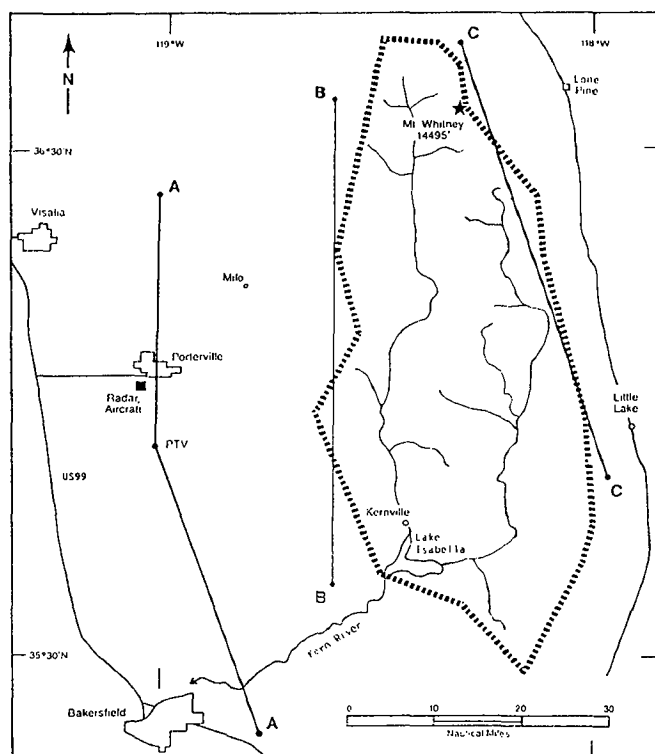 119°W
C
118°W
N
Lone
Pine
B
Mt Whitney
14495'
36°30'N
A
Visalia
Milo
Porterville
Radar,
Aircraft
Little
Lake
PTV
US99
C
Kernville
Lake
Isabella
B
Kern River
35°30'N
Bakersfield
A
0 10 20 30
Nautical Miles